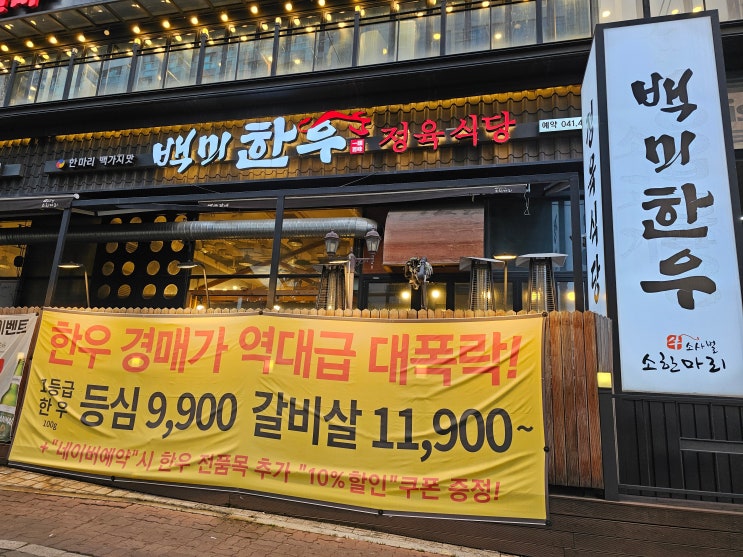 한마리 백가지맛
백미한우
정육식당
예약 041.4
백미한우
정육식당
소사벌
소한마리
이벤트
한우 경매가 역대급 대폭락!
1등급
한우
100g
등심 9,900 갈비살 11,900~
+ "네이버예약"시 한우 전품목 추가 "10% 할인" 쿠폰 증정!